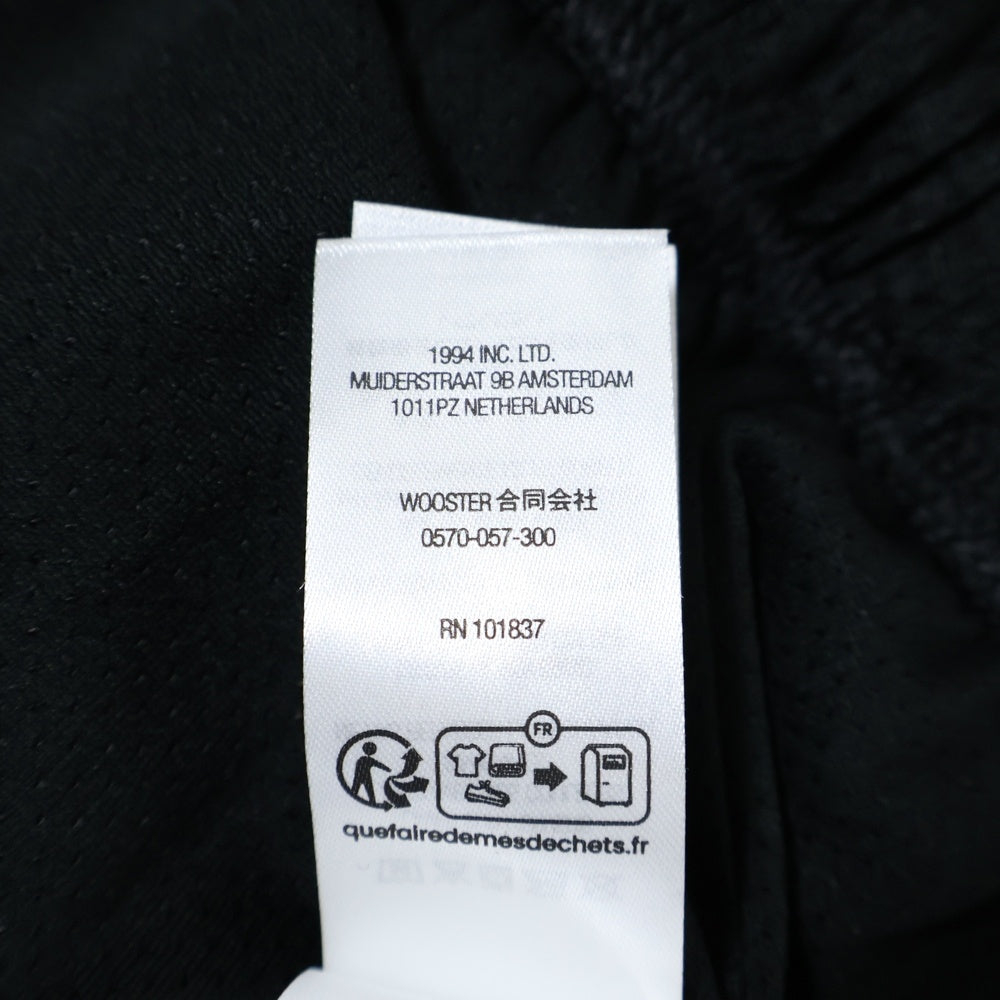 1994 INC. LTD.
MUIDERSTRAAT 9B AMSTERDAM
1011PZ NETHERLANDS
WOOSTER 合同会社
0570-057-300
RN 101837
FR
quefairedemesdechets.fr